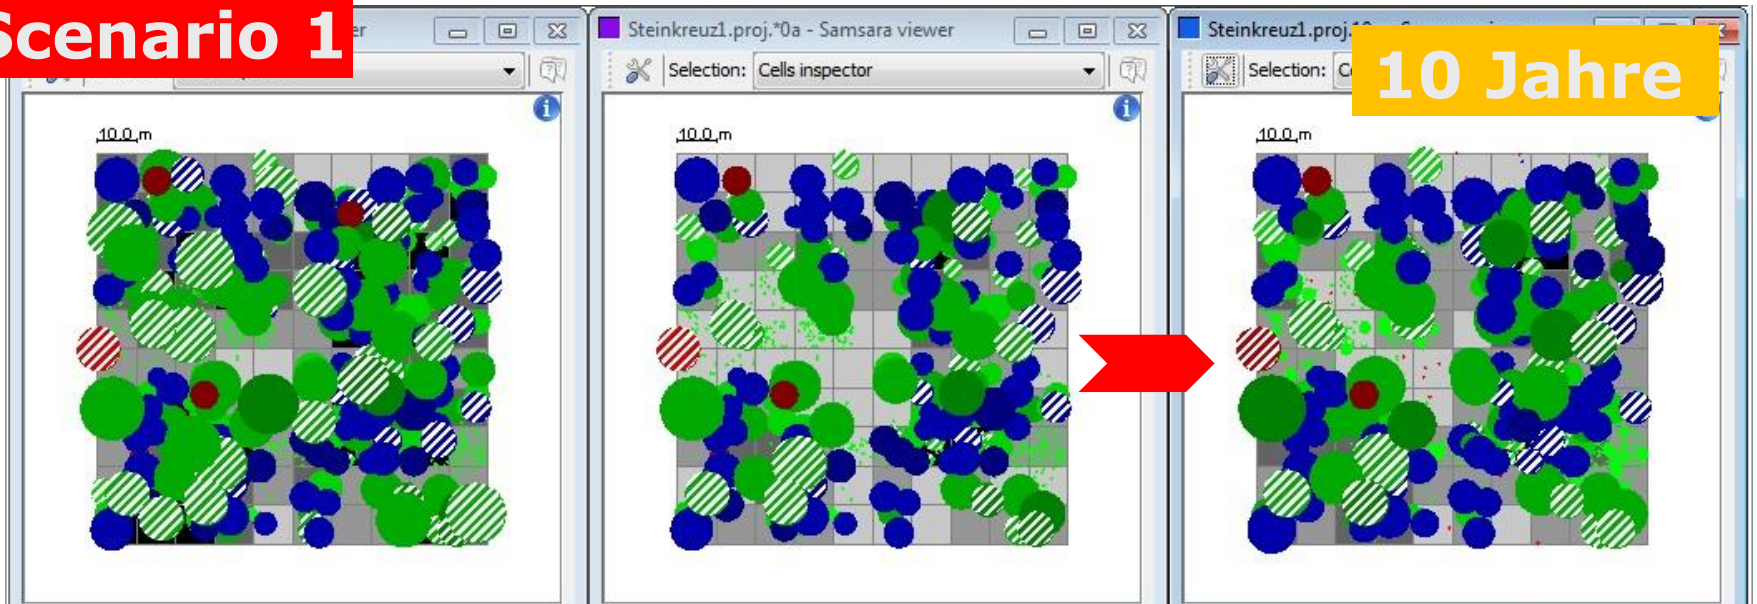 Scenario 1
er
Steinkreuz1.proj.*0a - Samsara viewer
Steinkreuz1.proj.
10 Jahre
Selection: Cells inspector
Selection:
10.0 m
10.0 m
10.0 m